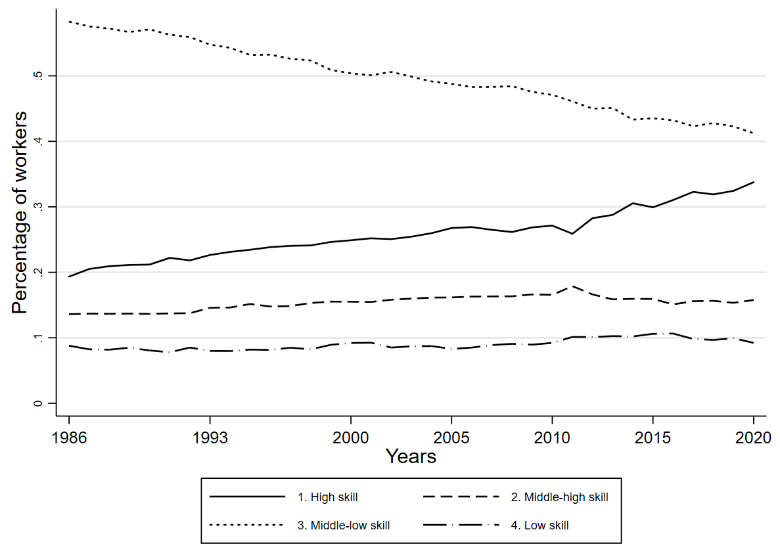 Percentage of workers
.5
.4
.3
.2
.1
0
1986 1993 2000 2005 2010 2015 2020
Years
1. High skill 2. Middle-high skill
3. Middle-low skill 4. Low skill